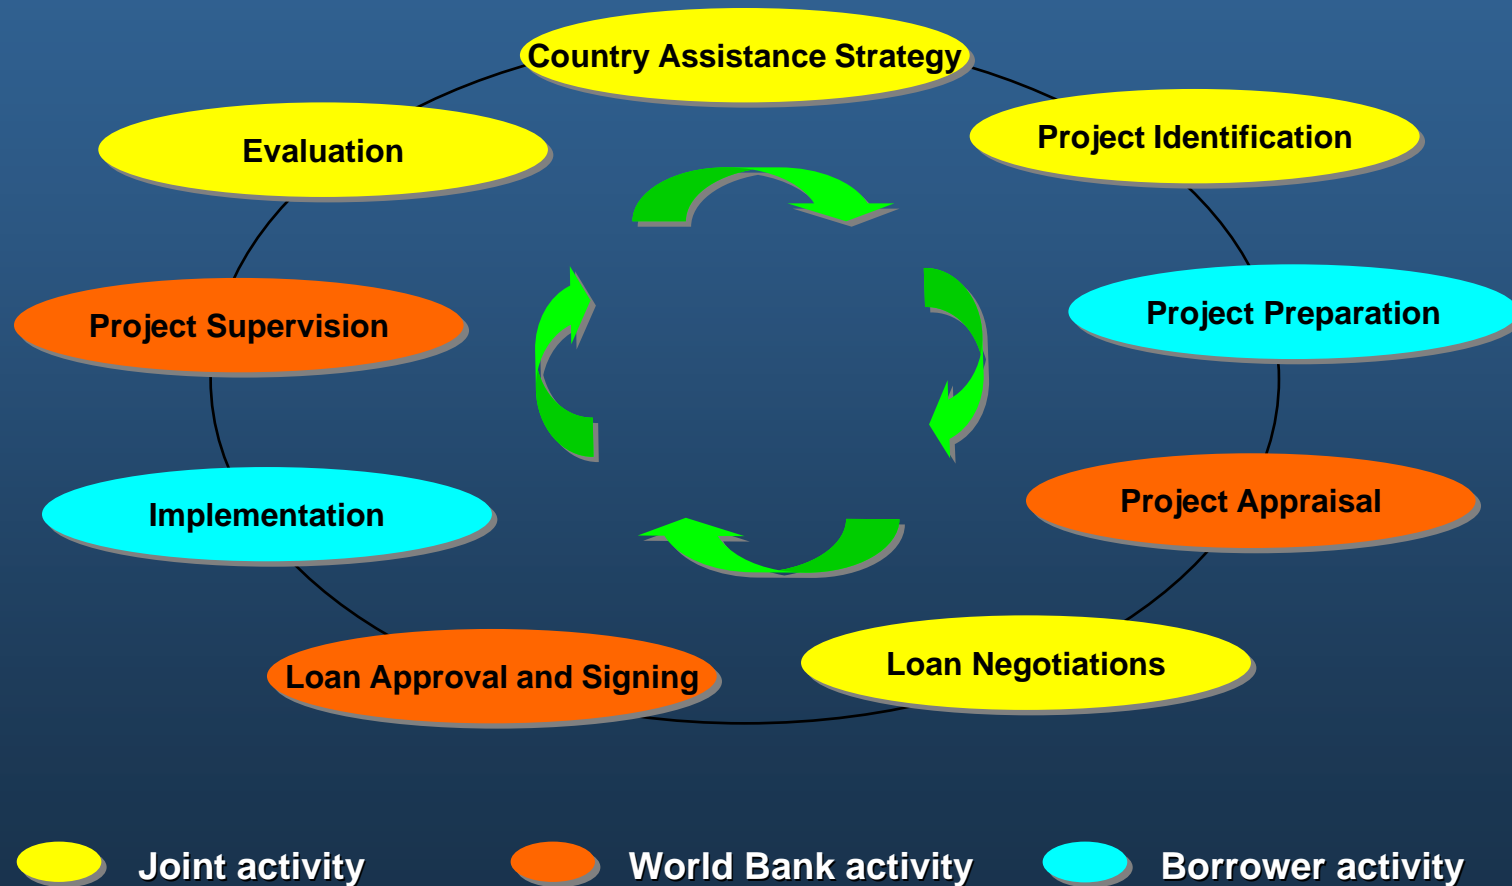 Country Assistance Strategy
Project Identification
Evaluation
Project Preparation
Project Supervision
Project Appraisal
Implementation
Loan Negotiations
Loan Approval and Signing
Joint activity
World Bank activity
Borrower activity